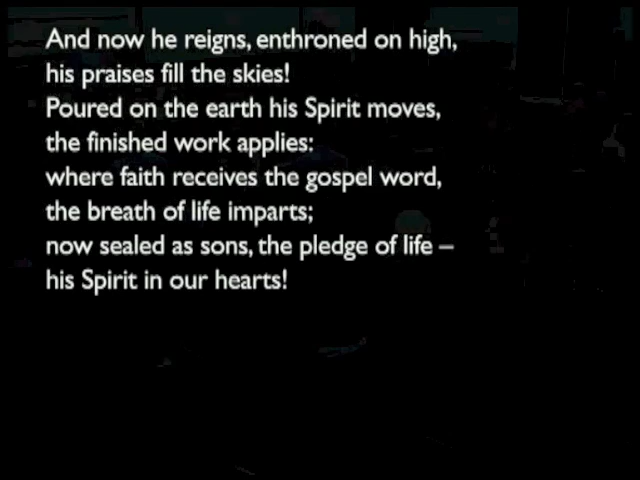 And now he reigns, enthroned on high,
his praises fill the skies!
Poured on the earth his Spirit moves,
the finished work applies:
where faith receives the gospel word,
the breath of life imparts;
now sealed as sons, the pledge of life –
his Spirit in our hearts!